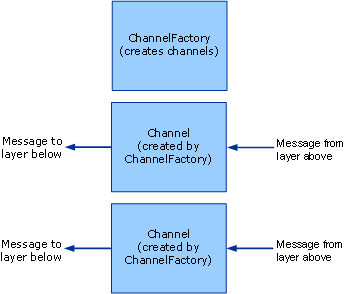 ChannelFactory
(creates channels)
Message to
layer below
Channel
(created by
ChannelFactory)
Message from
layer above
Message to
layer below
Channel
(created by
ChannelFactory)
Message from
layer above